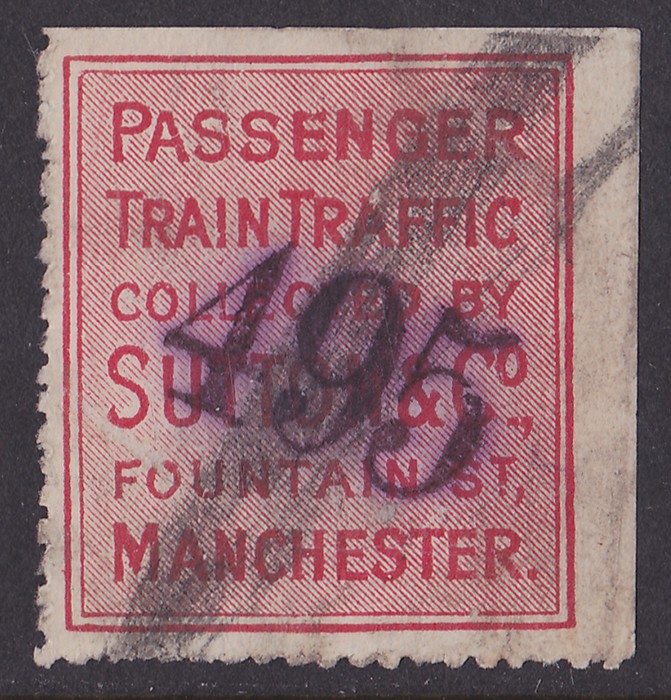 PASSENGER
TRAIN TRAFFIC
COLLECTED BY
SUTTON & CO.,
FOUNTAIN ST,
MANCHESTER.
495